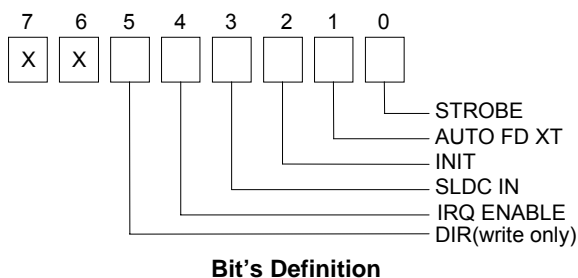 7 6 5 4 3 2 1 0
X X
STROBE
AUTO FD XT
INIT
SLDC IN
IRQ ENABLE
DIR(write only)
Bit's Definition